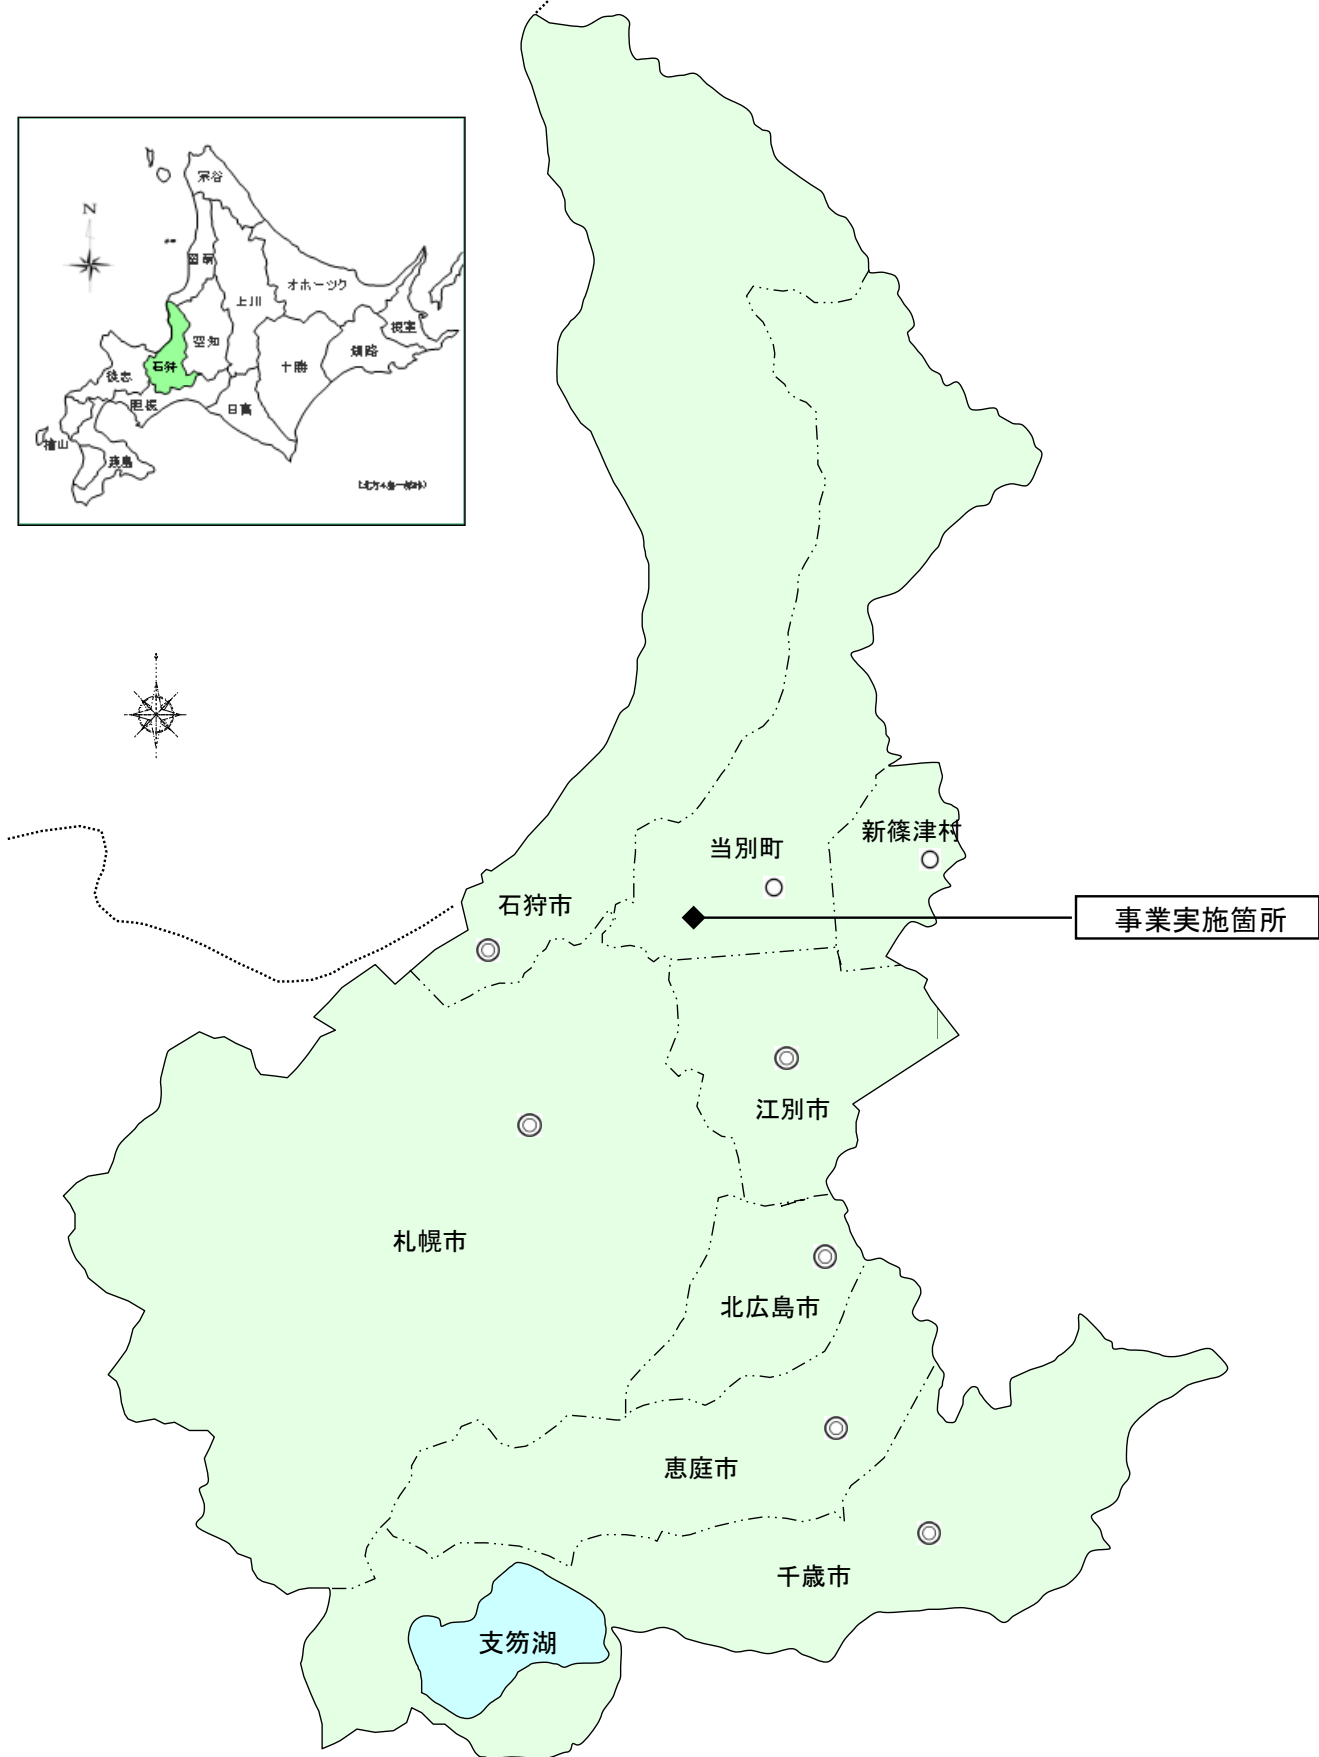 宗谷
N
留萌
オホーツク
上川
根室
空知
釧路
石狩
十勝
後志
胆振
日高
檜山
渡島
当別町
新篠津村
石狩市
事業実施箇所
江別市
札幌市
北広島市
恵庭市
千歳市
支笏湖